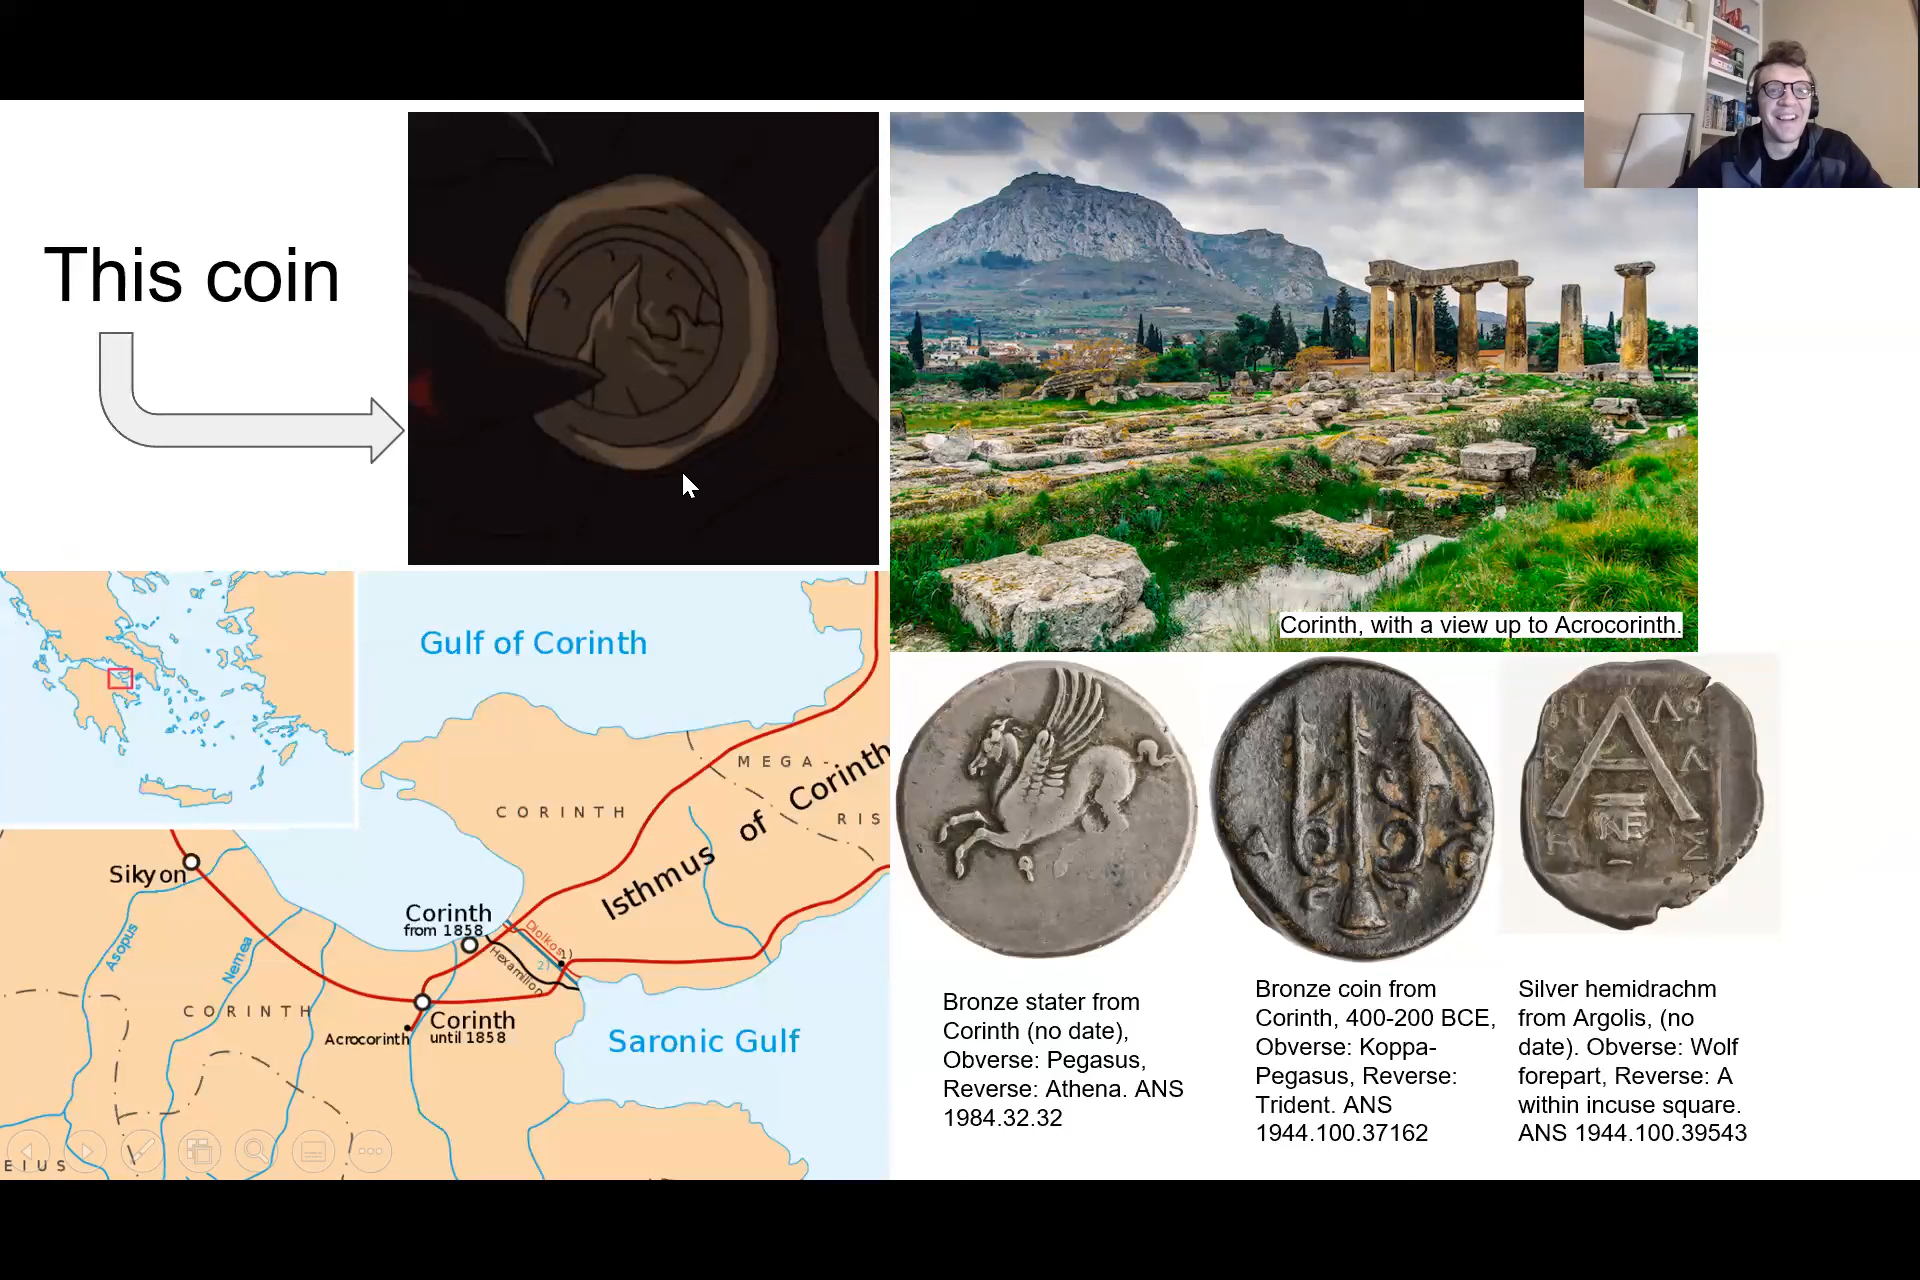 This coin
Corinth, with a view up to Acrocorinth.
Gulf of Corinth
MEGA-
RIS
CORINTH
Isthmus of Corinth
Sikyon
Corinth
from 1858
Diolkos
1)
2)
Hexamilion
Asopus
Nemea
CORINTH
Acrocorinth
Corinth
until 1858
Saronic Gulf
EIUS
Bronze stater from
Corinth (no date),
Obverse: Pegasus,
Reverse: Athena. ANS
1984.32.32
Bronze coin from
Corinth, 400-200 BCE,
Obverse: Koppa-
Pegasus, Reverse:
Trident. ANS
1944.100.37162
Silver hemidrachm
from Argolis, (no
date). Obverse: Wolf
forepart, Reverse: A
within incuse square.
ANS 1944.100.39543